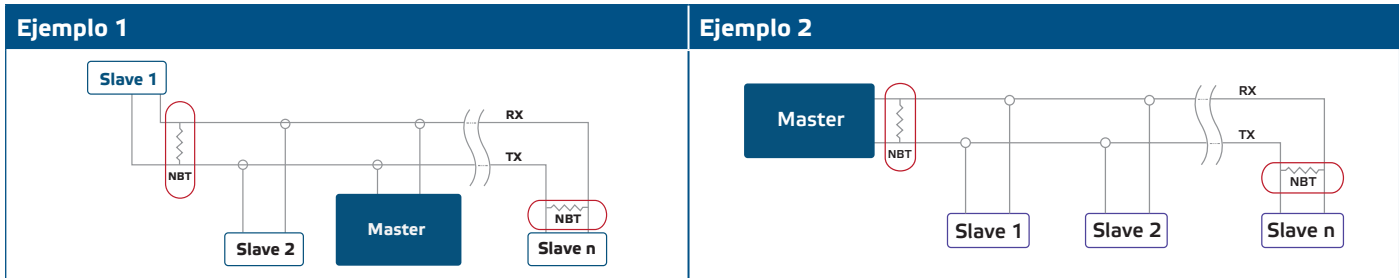 Ejemplo 1
Slave 1
RX
TX
NBT
NBT
Master
Slave 2
Slave n
Ejemplo 2
RX
Master
TX
NBT
NBT
Slave 1
Slave 2
Slave n